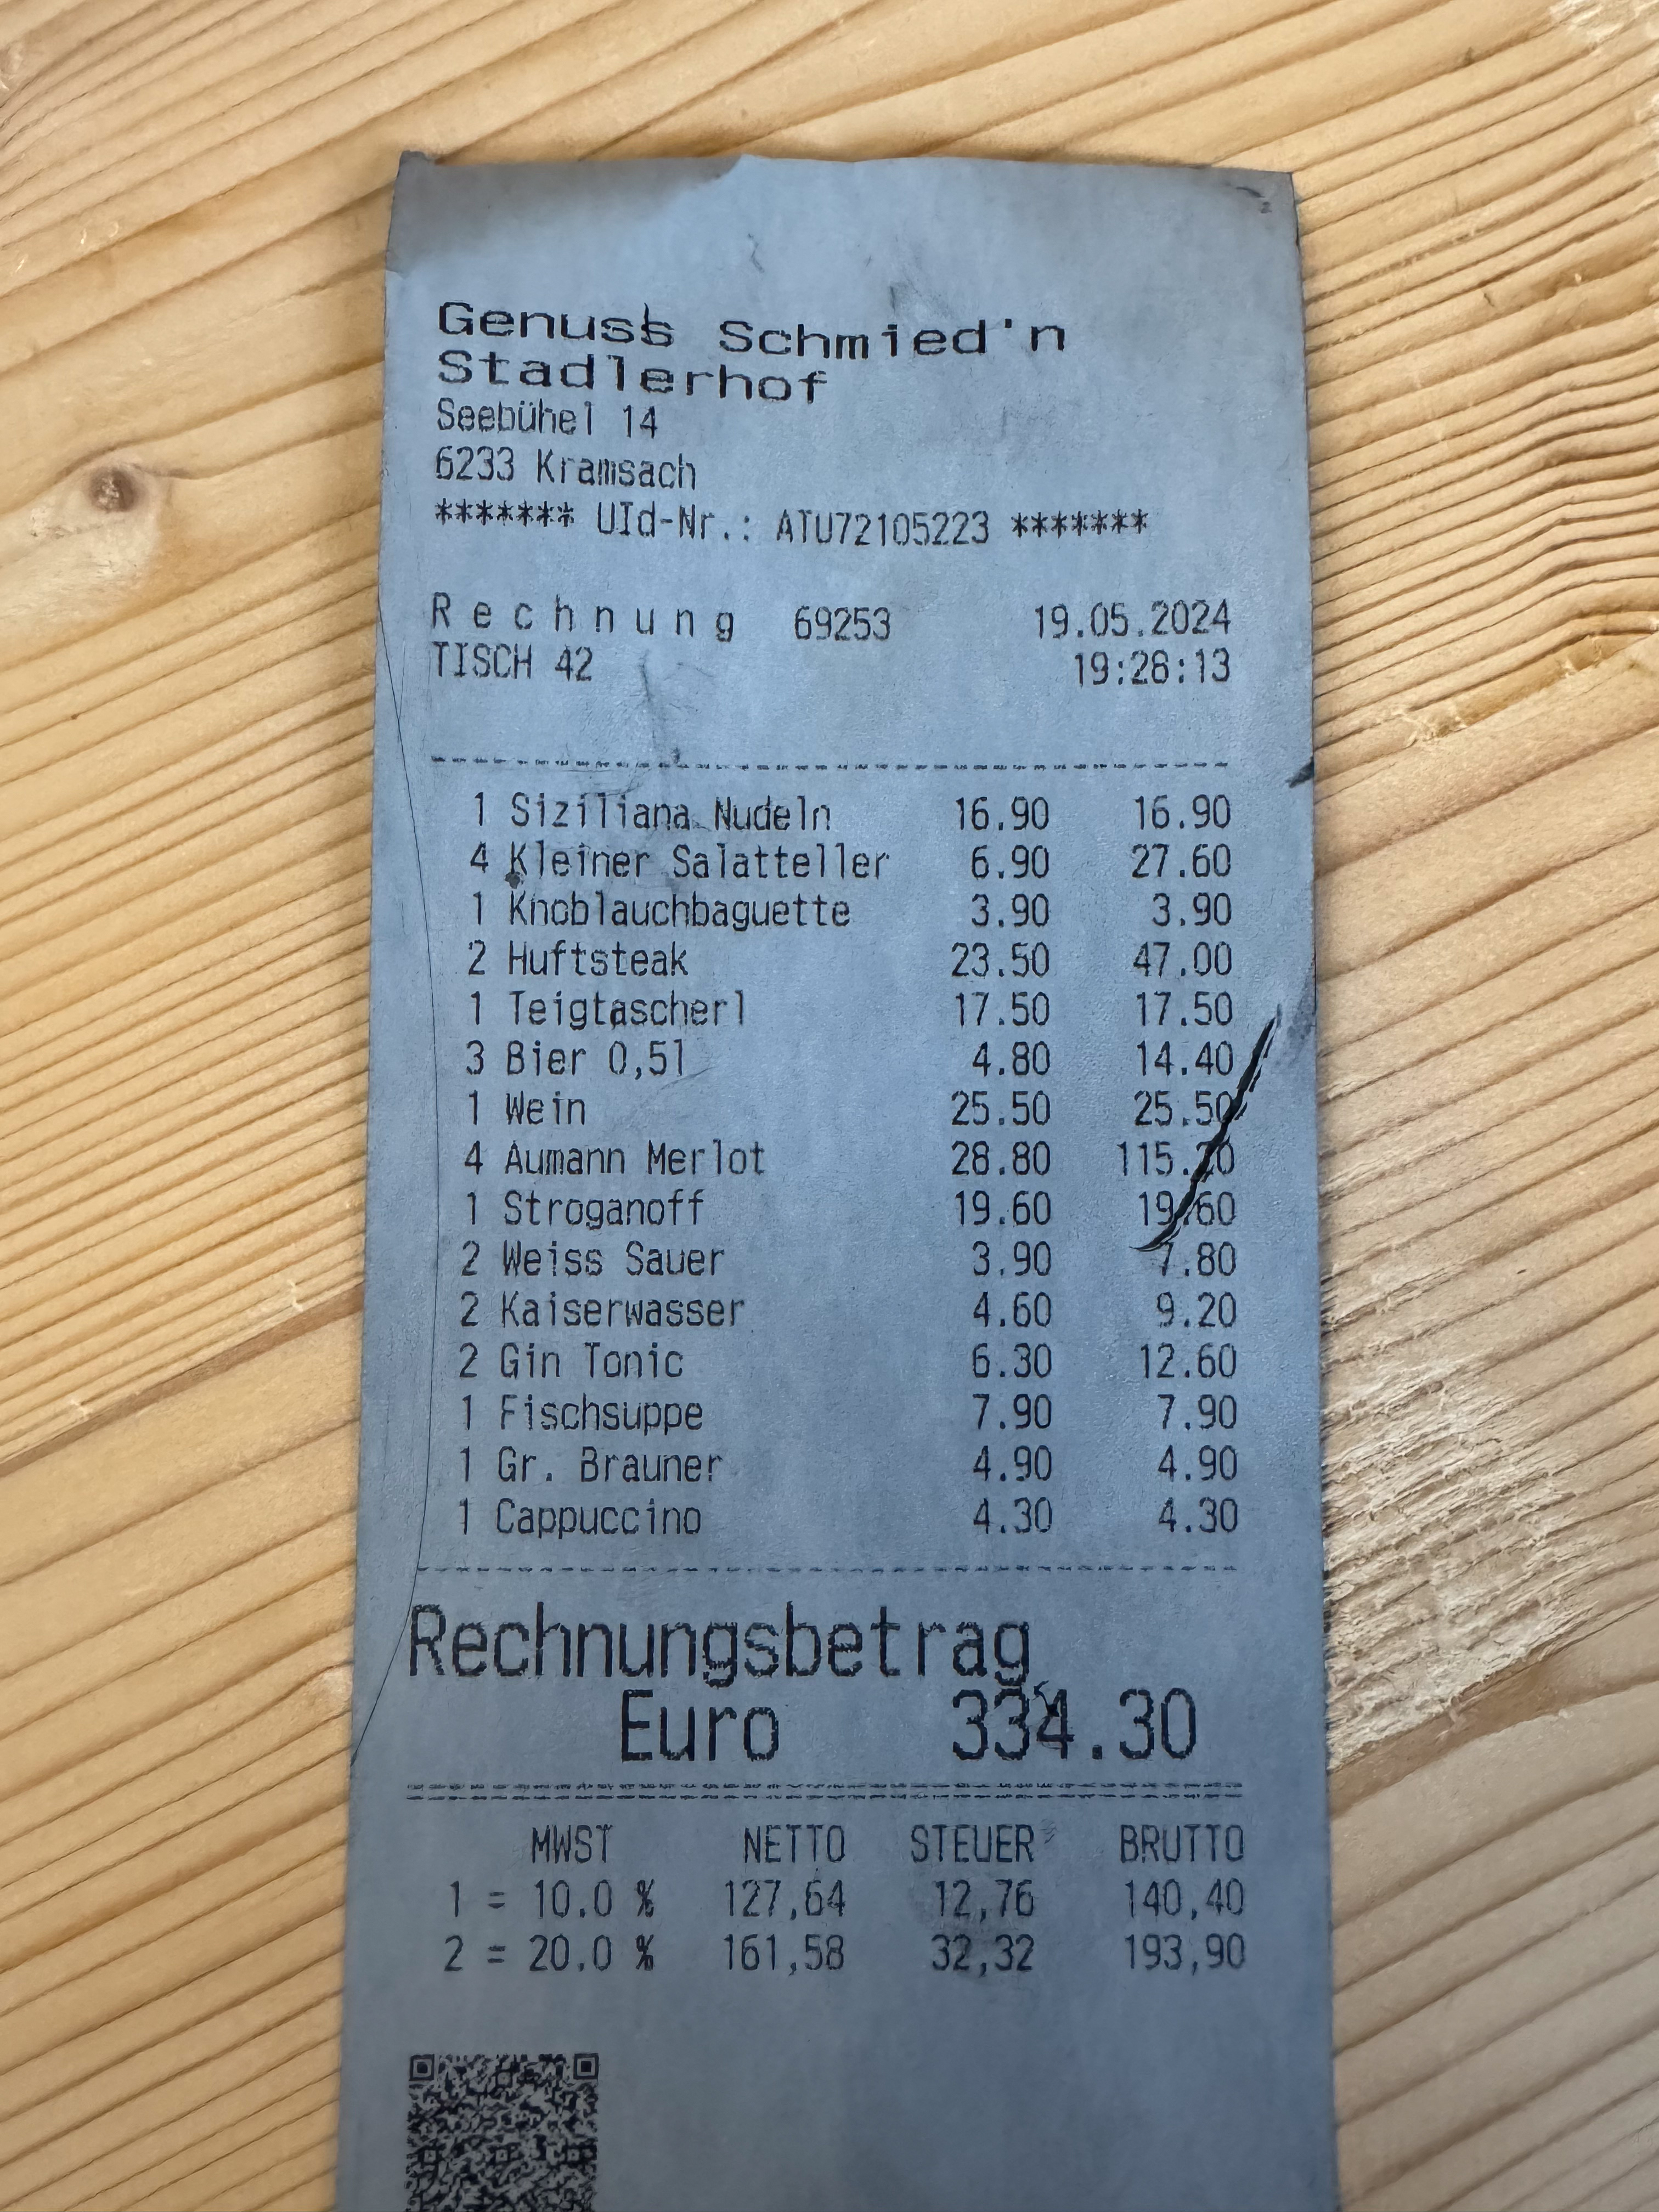 Genuss Schmied'n
Stadlerhof
Seebühel 14
6233 Kramsach
******* UId-Nr.: ATU72105223 *******
Rechnung 69253 19.05.2024
TISCH 42 19:28:13
1 Siziliana Nudeln 16.90 16.90
4 Kleiner Salatteller 6.90 27.60
1 Knoblauchbaguette 3.90 3.90
2 Huftsteak 23.50 47.00
1 Teigtascherl 17.50 17.50
3 Bier 0,5l 4.80 14.40
1 Wein 25.50 25.50
4 Aumann Merlot 28.80 115.20
1 Stroganoff 19.60 19.60
2 Weiss Sauer 3.90 7.80
2 Kaiserwasser 4.60 9.20
2 Gin Tonic 6.30 12.60
1 Fischsuppe 7.90 7.90
1 Gr. Brauner 4.90 4.90
1 Cappuccino 4.30 4.30
Rechnungsbetrag
Euro 334.30
MWST NETTO STEUER BRUTTO
1 = 10.0 % 127,64 12,76 140,40
2 = 20.0 % 161,58 32,32 193,90